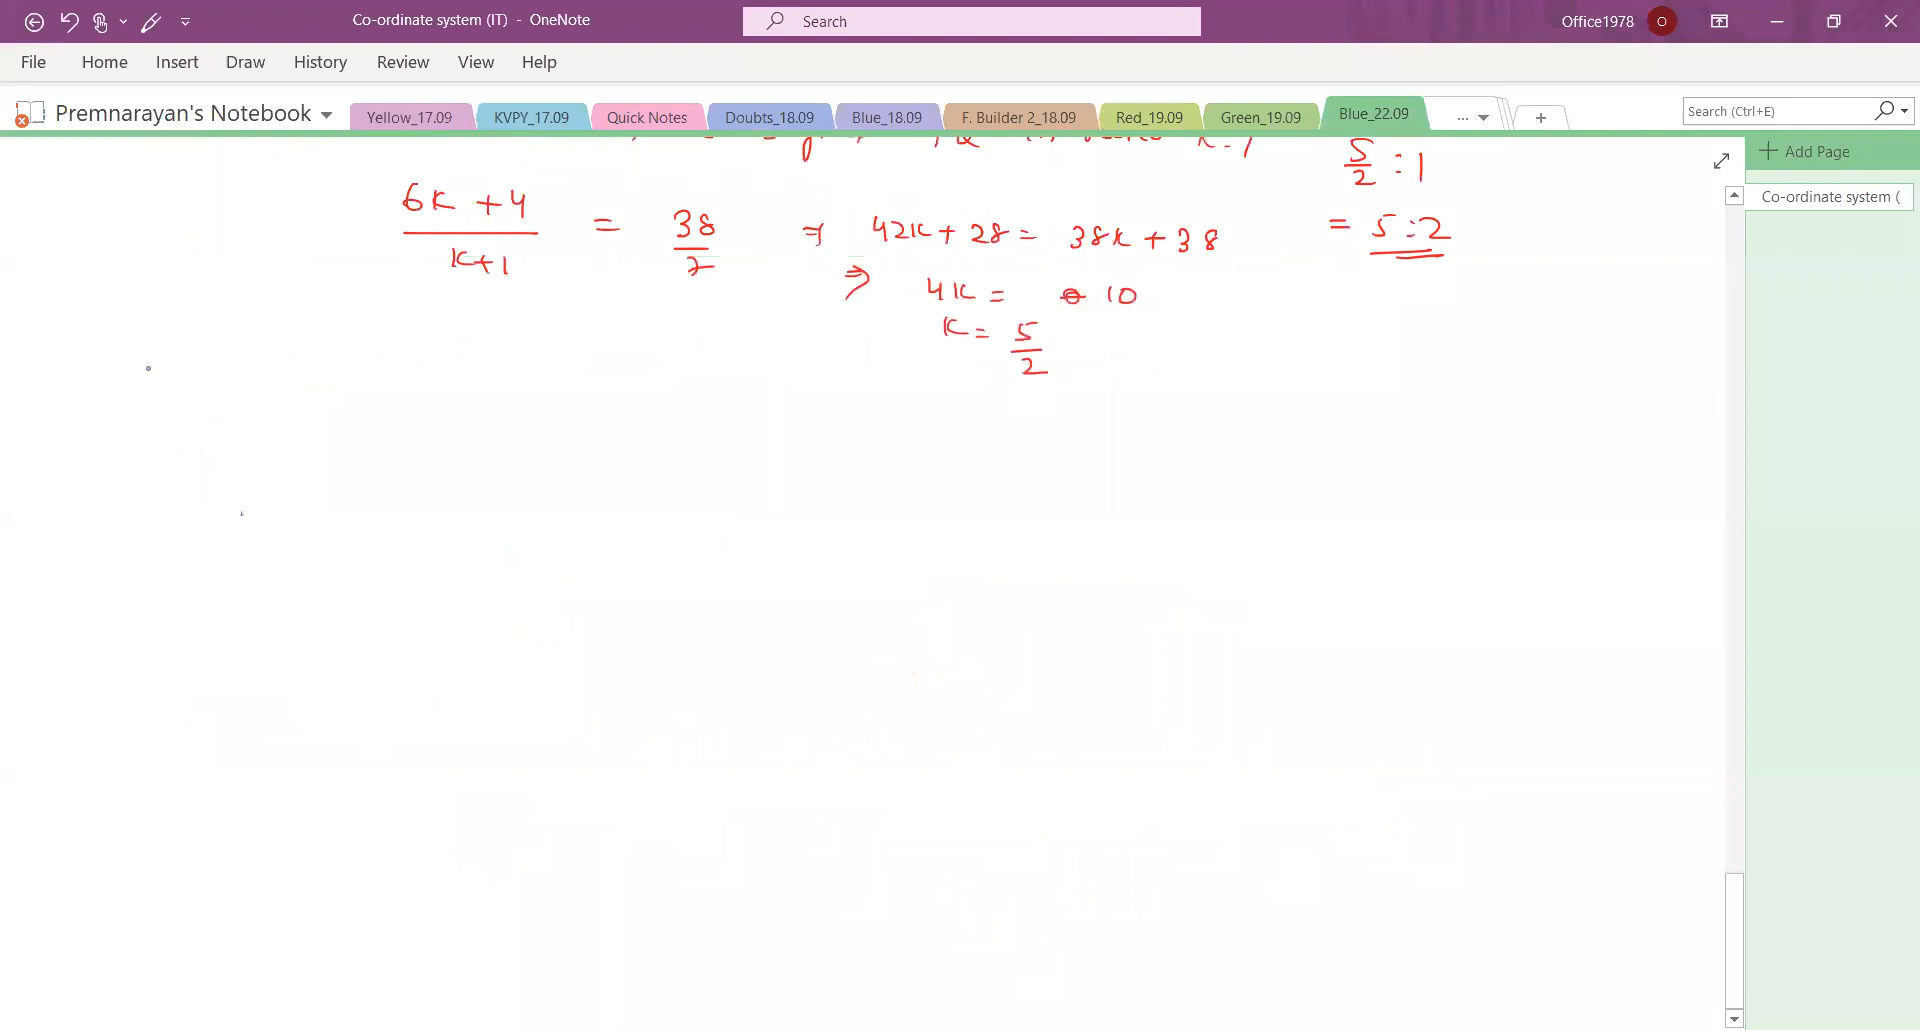 Co-ordinate system (IT) - OneNote
Search
Office1978
O
File Home Insert Draw History Review View Help
Premnarayan's Notebook
Yellow_17.09
KVPY_17.09
Quick Notes
Doubts_18.09
Blue_18.09
F. Builder 2_18.09
Red_19.09
Green_19.09
Blue_22.09
...
Search (Ctrl+E)
Add Page
Co-ordinate system (
5/2 : 1
(6k + 4)/(k+1) = 38/7 ⇒ 42k + 28 = 38k + 38
= 5:2
⇒ 4k = 10
k = 5/2